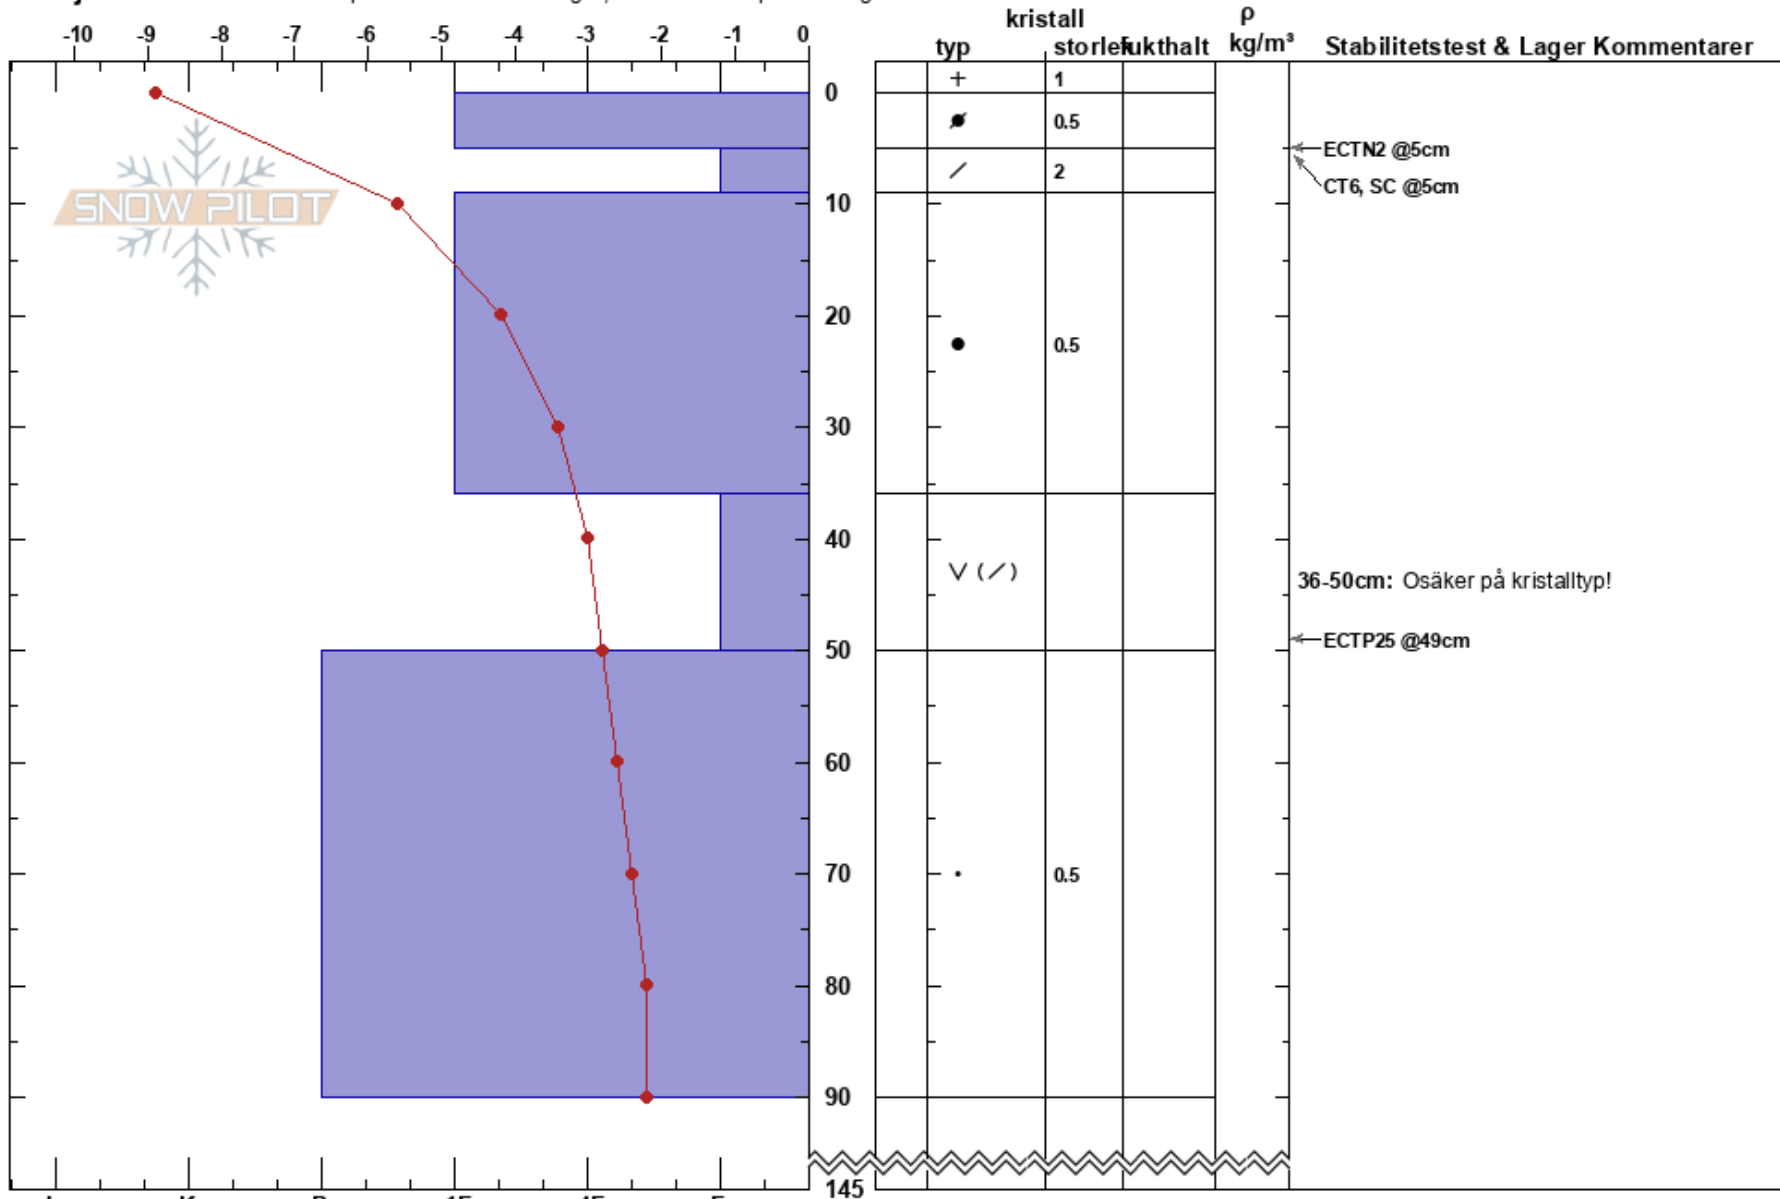 kristall ρ
-10 -9 -8 -7 -6 -5 -4 -3 -2 -1 0 typ storlek fukthalt kg/m³ Stabilitetstest & Lager Kommentarer
+ 1
0
0.5
ECTN2 @5cm
2
CT6, SC @5cm
SNOW PILOT
10
20
0.5
30
40
V (/)
36-50cm: Osäker på kristalltyp!
ECTP25 @49cm
50
60
70
0.5
80
90
145